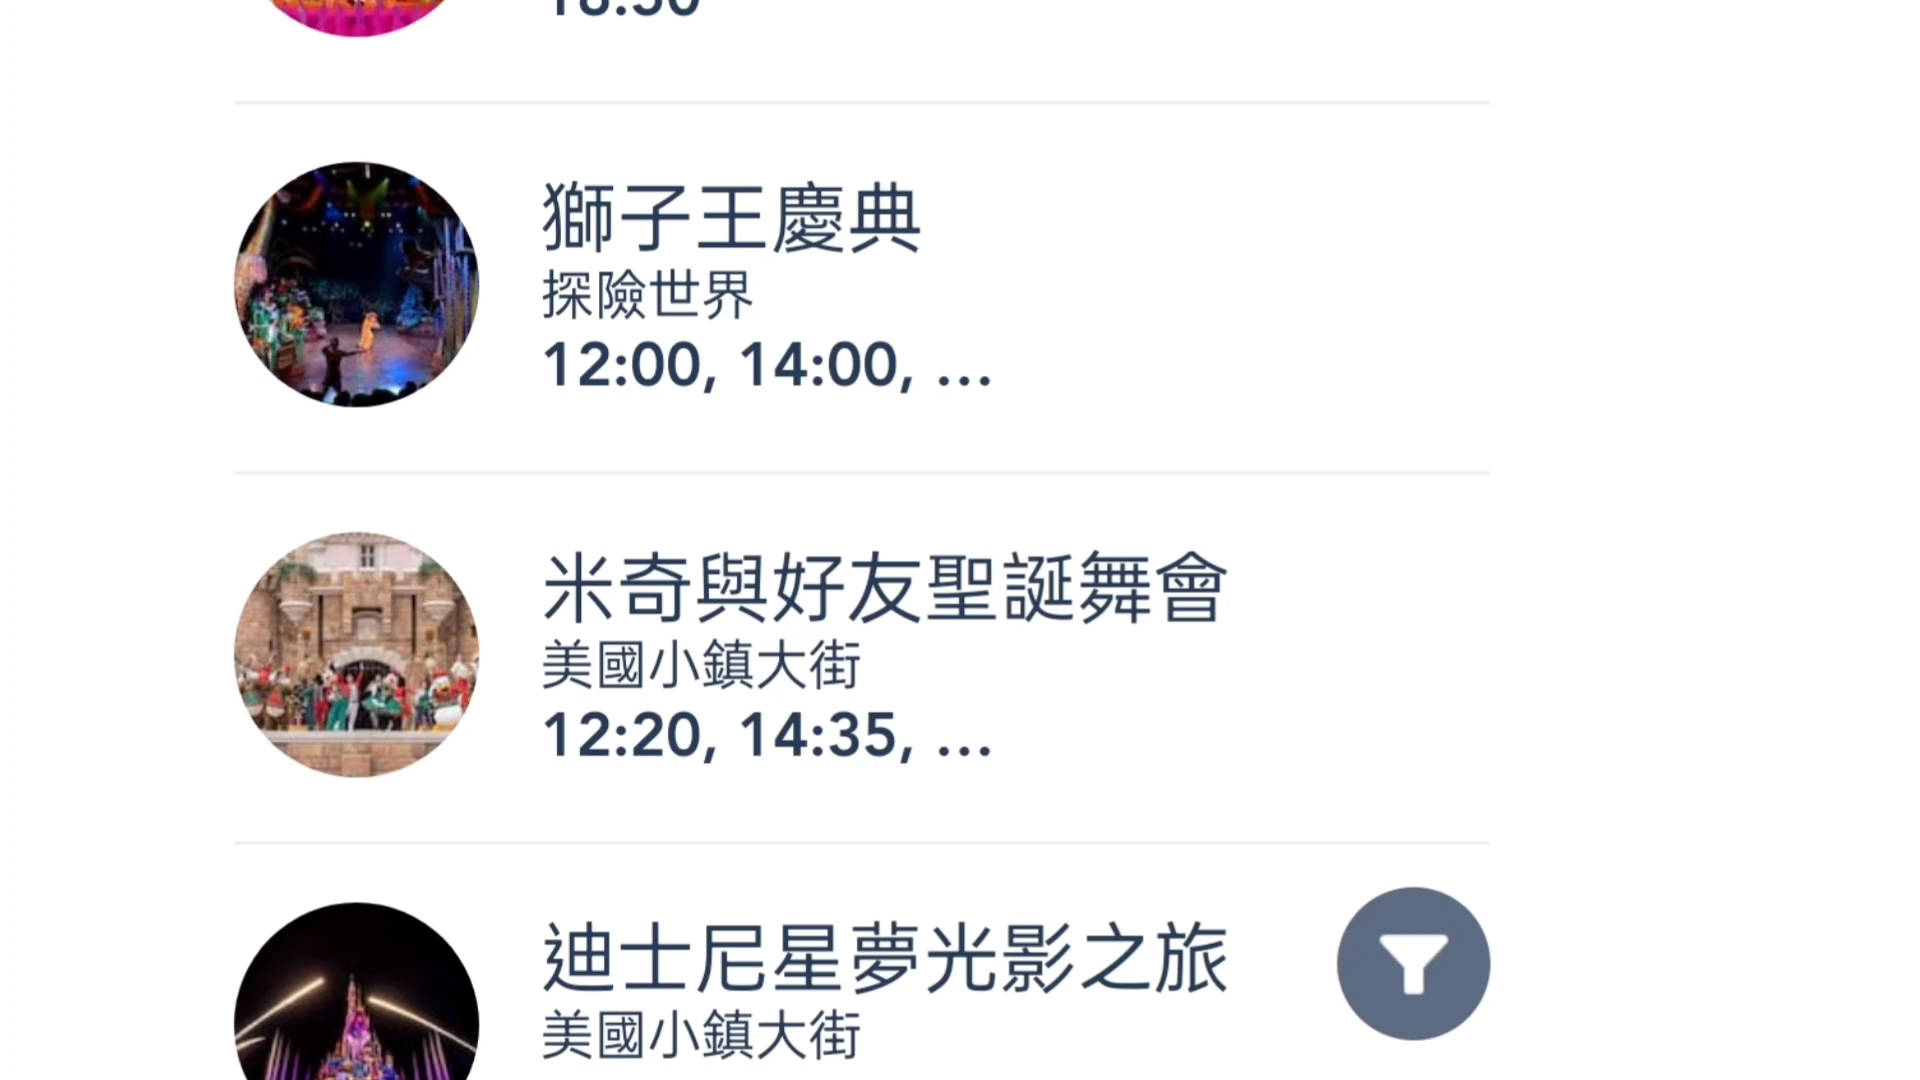 獅子王慶典
探險世界
12:00, 14:00, ...
米奇與好友聖誕舞會
美國小鎮大街
12:20, 14:35, ...
迪士尼星夢光影之旅
美國小鎮大街